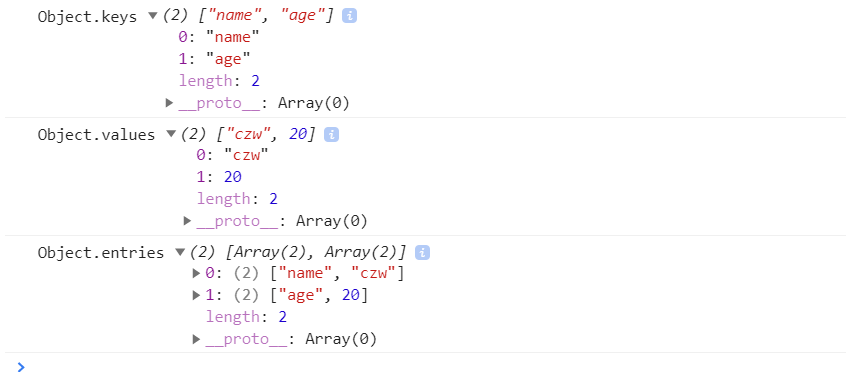 Object.keys ▼(2) ["name", "age"] i
0: "name"
1: "age"
length: 2
▶__proto__: Array(0)
Object.values ▼(2) ["czw", 20] i
0: "czw"
1: 20
length: 2
▶__proto__: Array(0)
Object.entries ▼(2) [Array(2), Array(2)] i
▶0: (2) ["name", "czw"]
▶1: (2) ["age", 20]
length: 2
▶__proto__: Array(0)
>